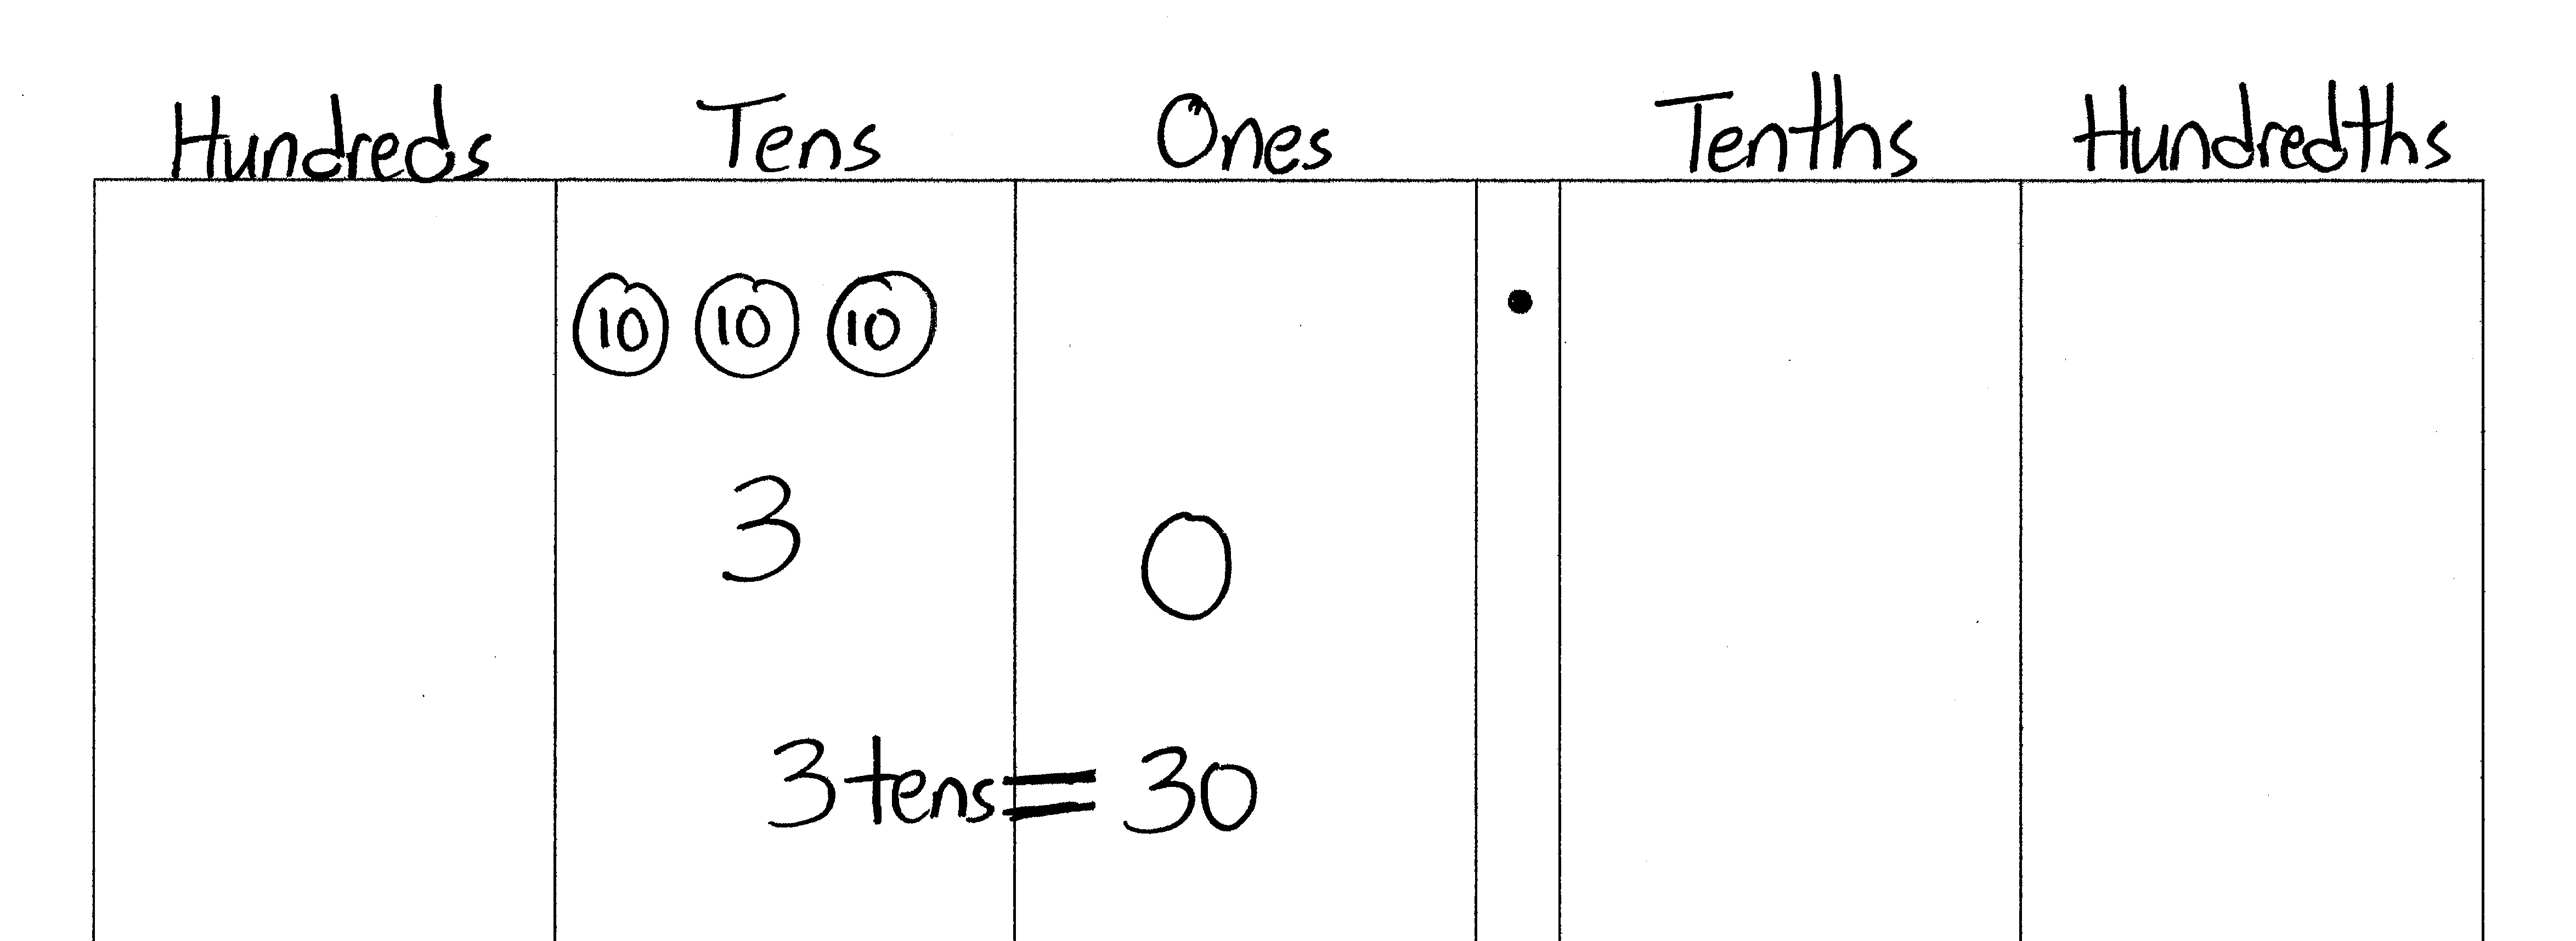 Hundreds Tens Ones Tenths Hundredths
10 10 10 .
3 0
3 tens = 30